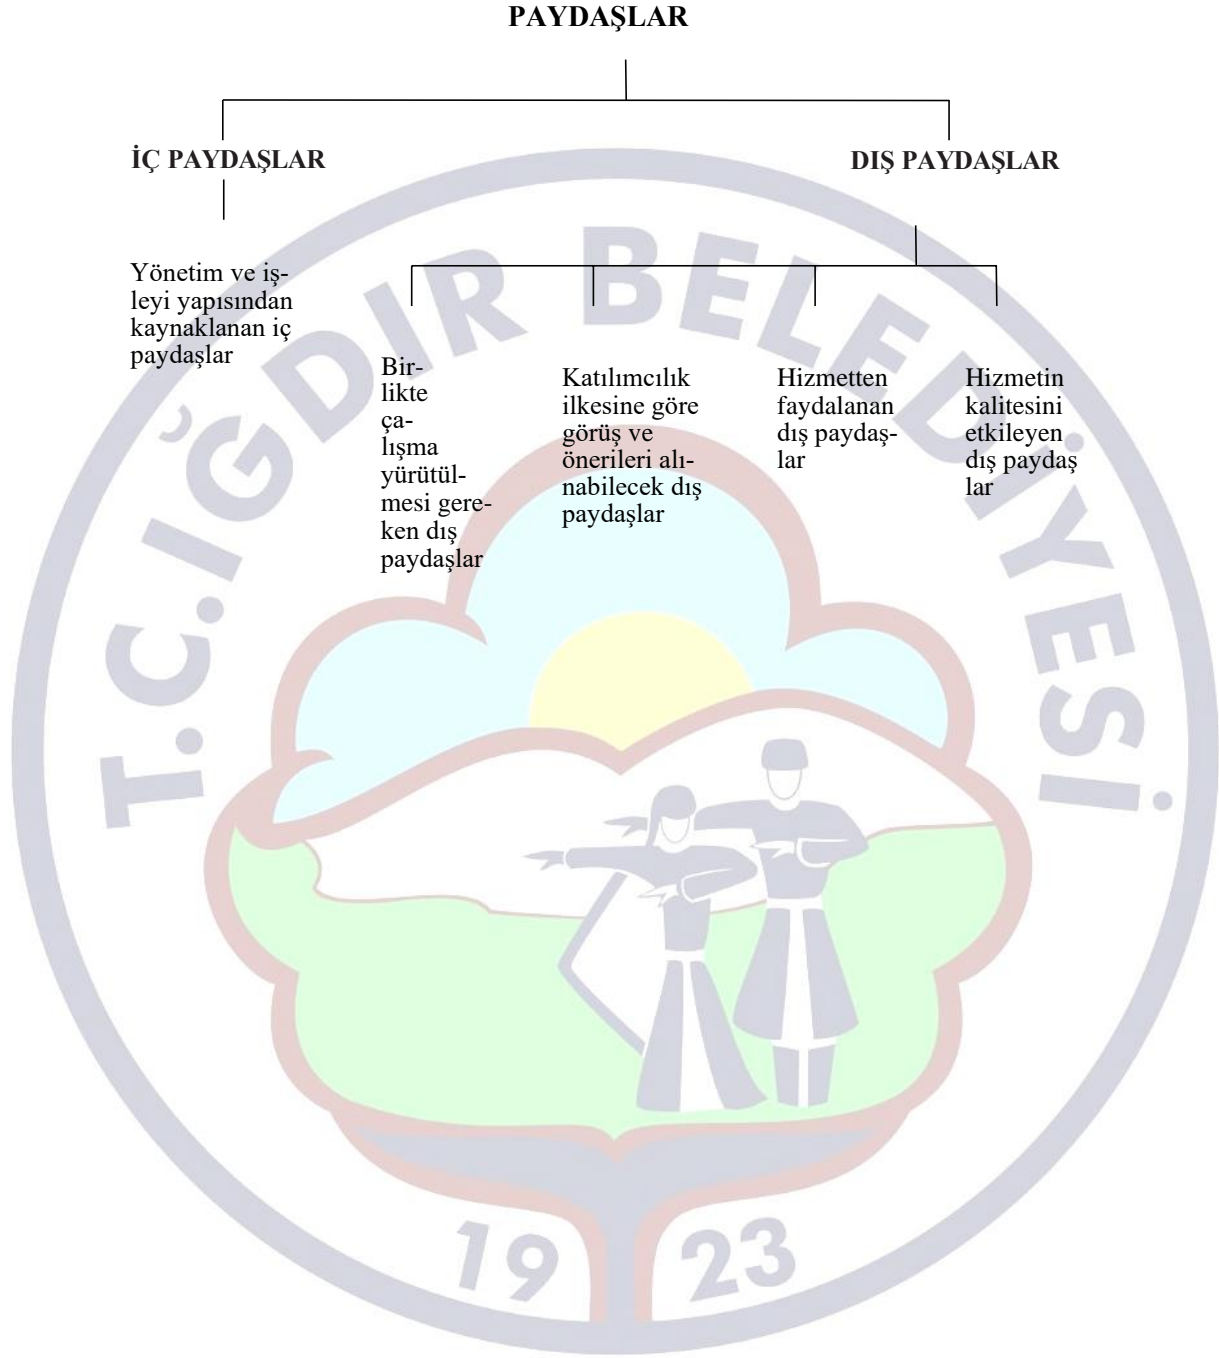 PAYDAŞLAR
İÇ PAYDAŞLAR
DIŞ PAYDAŞLAR
Yönetim ve iş-
leyi yapısından
kaynaklanan iç
paydaşlar
Bir-
likte
ça-
lışma
yürütül-
mesi gere-
ken dış
paydaşlar
Katılımcılık
ilkesine göre
görüş ve
önerileri alı-
nabilecek dış
paydaşlar
Hizmetten
faydalanan
dış paydaş-
lar
Hizmetin
kalitesini
etkileyen
dış paydaş
lar
T.C.IĞDIR BELEDİYESİ
19 23